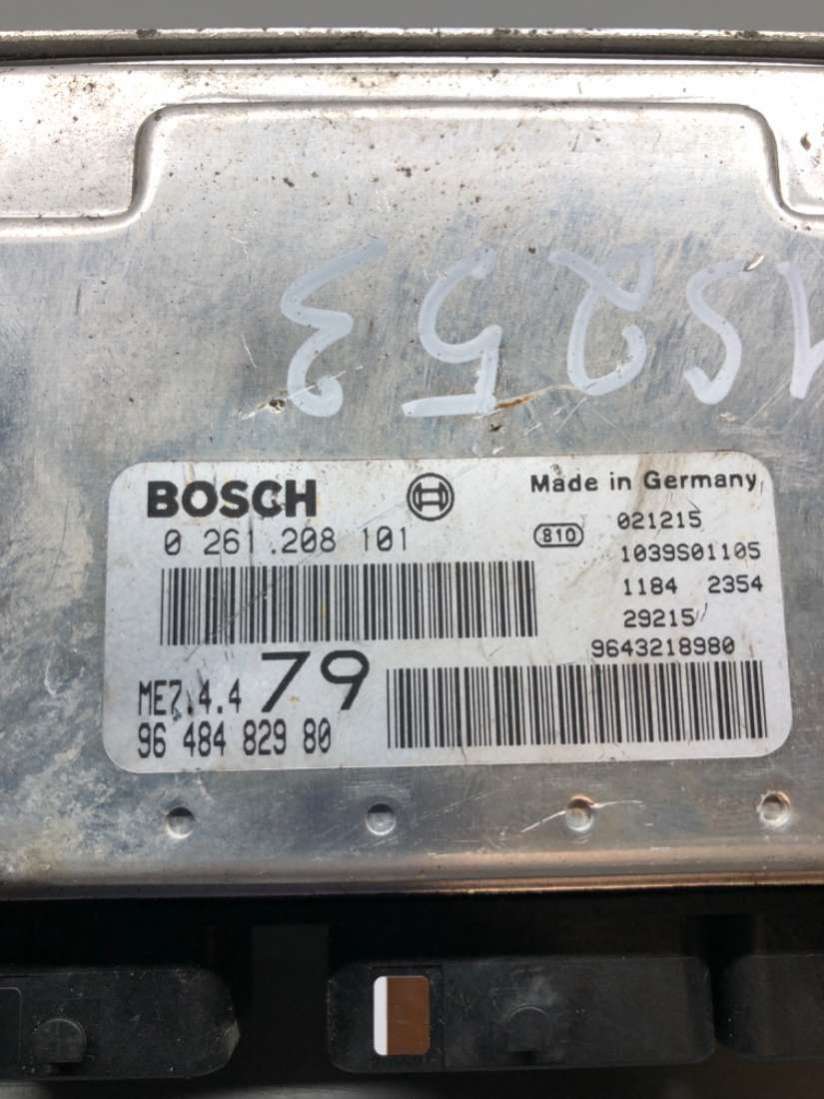 1S253
BOSCH
Made in Germany
0 261.208 101
810
021215
1039S01105
1184 2354
29215
9643218980
ME7.4.4 79
96 484 829 80